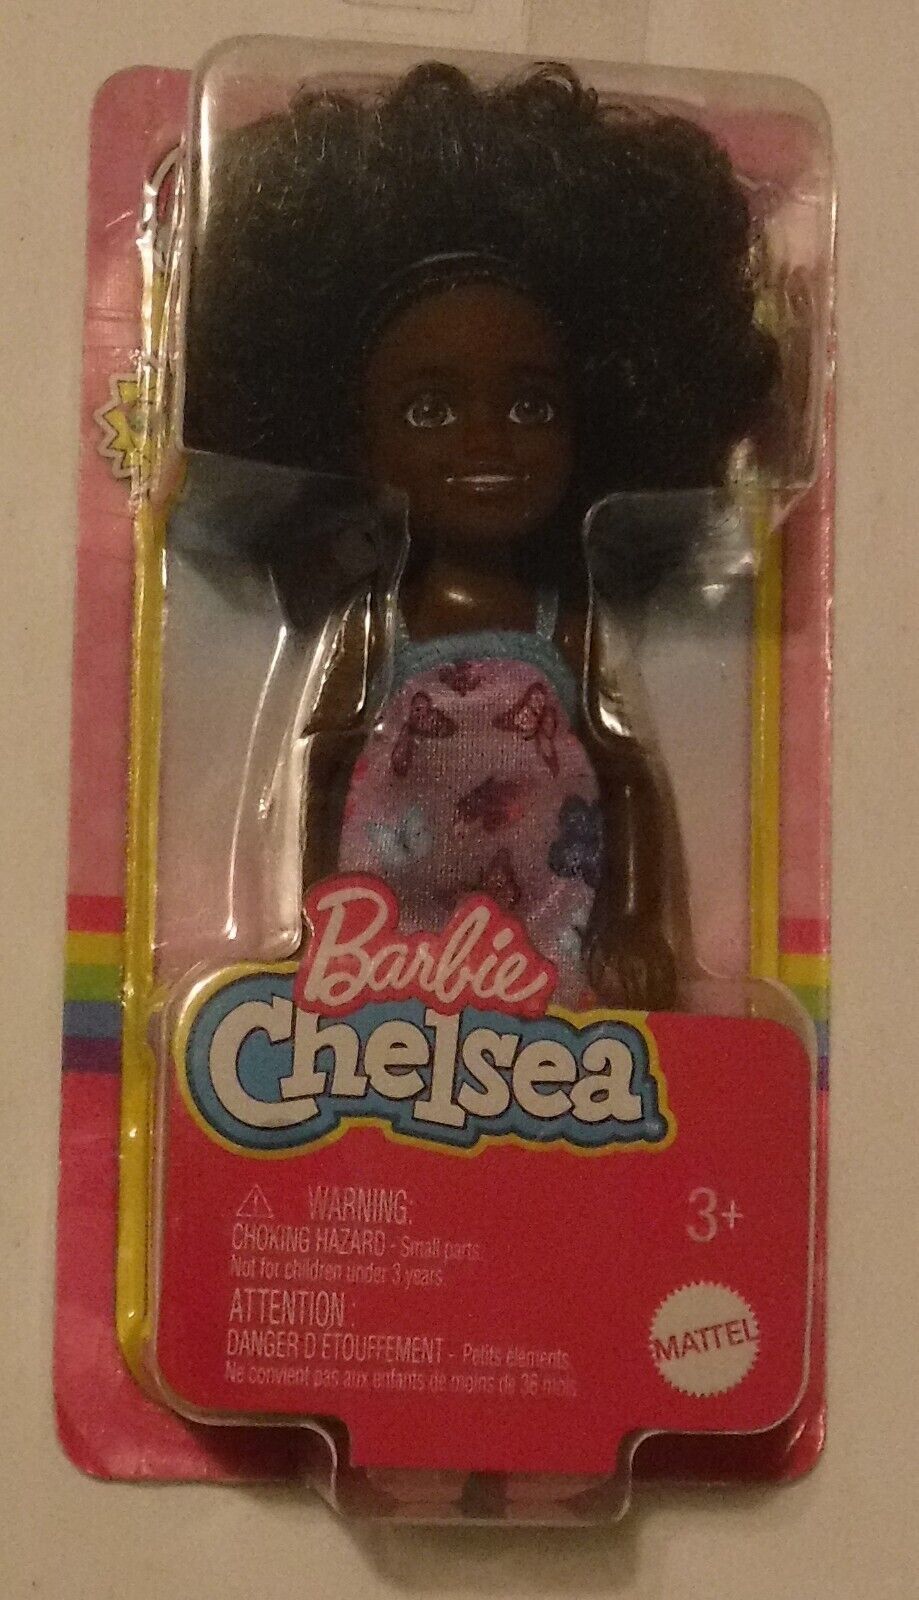 Barbie
Chelsea
™
WARNING:
CHOKING HAZARD - Small parts.
Not for children under 3 years.
ATTENTION :
DANGER D ETOUFFEMENT - Petits éléments.
Ne convient pas aux enfants de moins de 36 mois.
3+
MATTEL